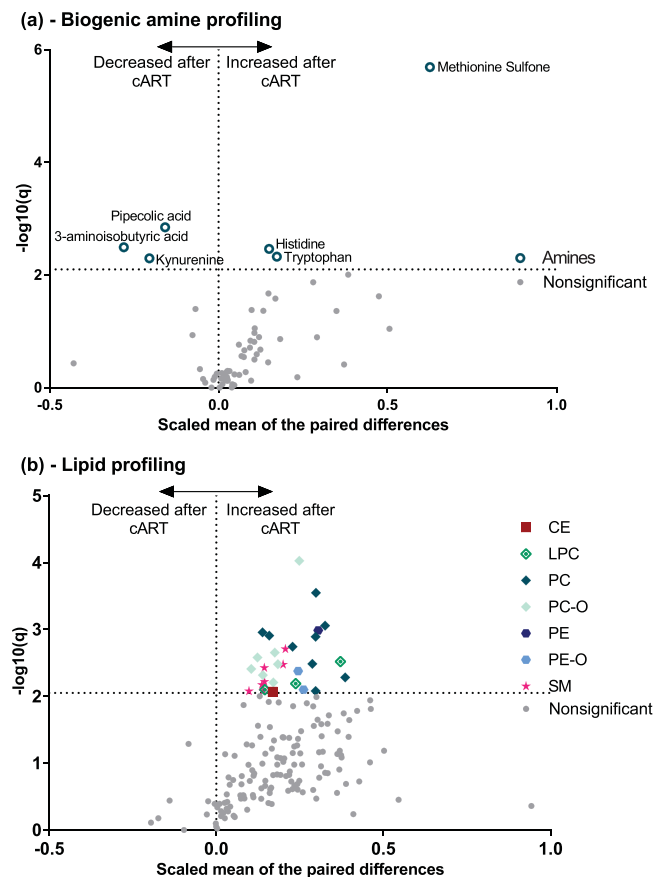 (a) - Biogenic amine profiling
6
Decreased after
cART
Increased after
cART
Methionine Sulfone
4
-log10(q)
Pipecolic acid
3-aminoisobutyric acid
Kynurenine
Histidine
Tryptophan
Amines
2
Nonsignificant
0
-0.5
0.0
0.5
1.0
Scaled mean of the paired differences
(b) - Lipid profiling
5
Decreased after
cART
Increased after
cART
CE
LPC
4
PC
PC-O
3
PE
-log10(q)
PE-O
SM
2
Nonsignificant
1
0
-0.5
0.0
0.5
1.0
Scaled mean of the paired differences